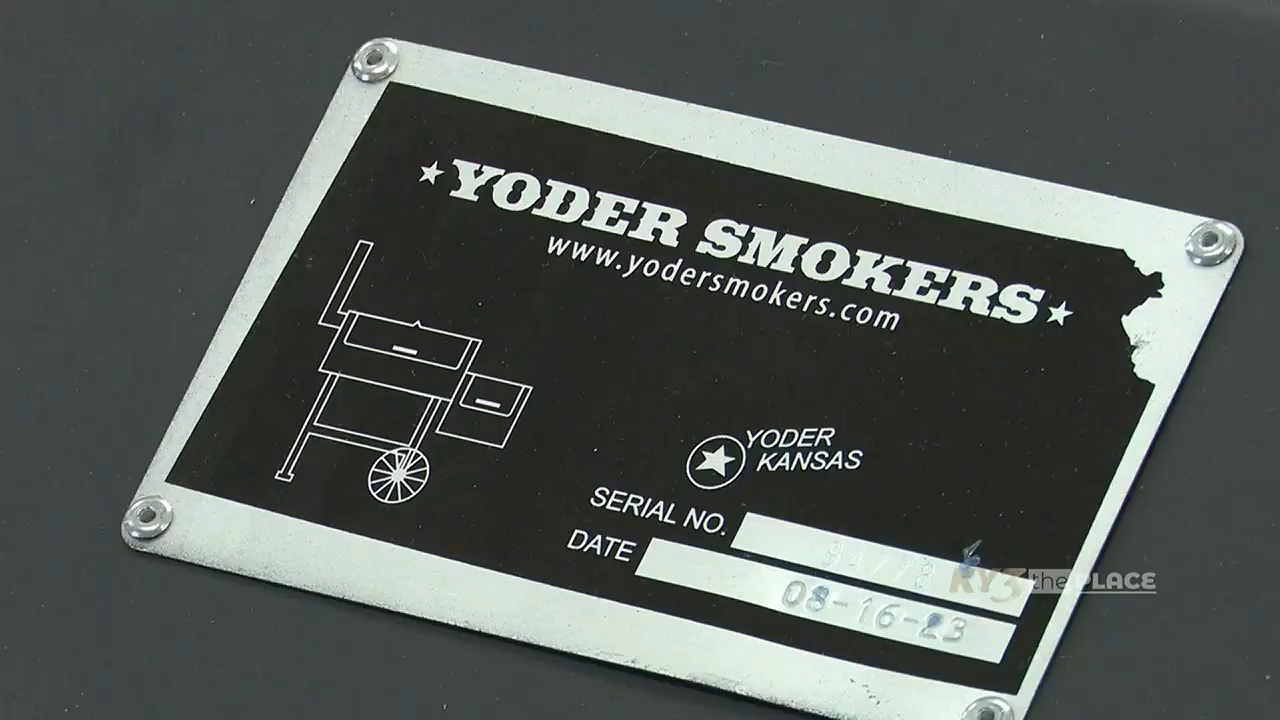 YODER SMOKERS
www.yodersmokers.com
YODER
KANSAS
SERIAL NO.
DATE 08-16-23
KY3 the PLACE